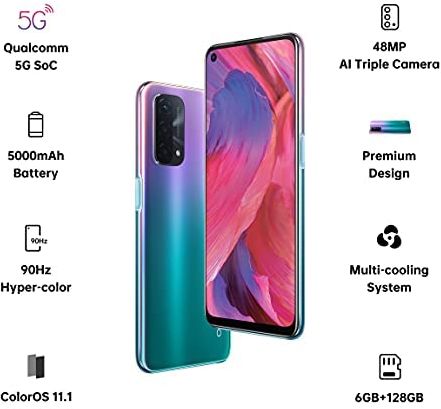 5G
Qualcomm
5G SoC
48MP
AI Triple Camera
5000mAh
Battery
Premium
Design
90Hz
90Hz
Hyper-color
Multi-cooling
System
ColorOS 11.1
6GB+128GB